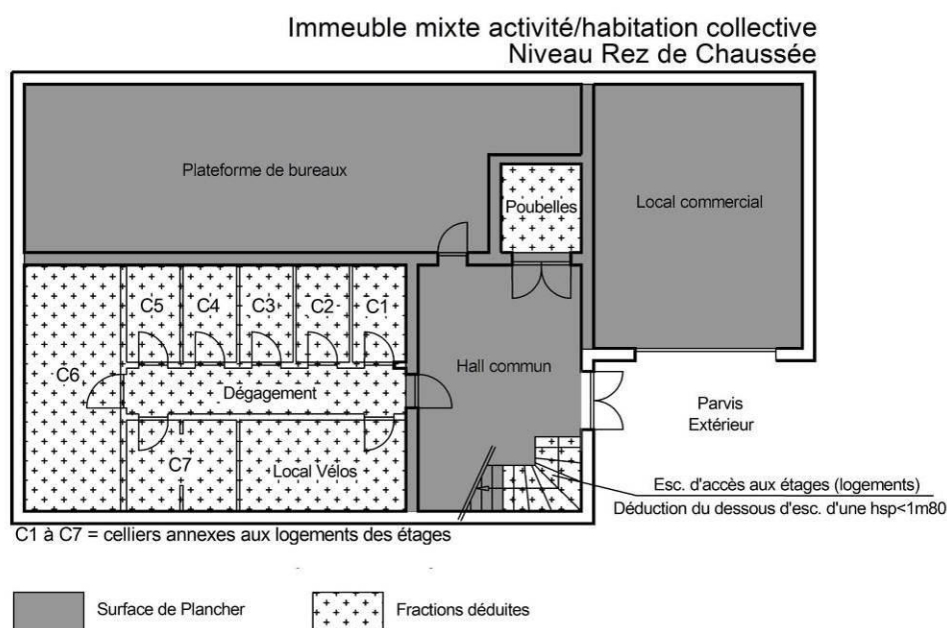 Immeuble mixte activité/habitation collective
Niveau Rez de Chaussée
Plateforme de bureaux
Poubelles
Local commercial
C5
C4
C3
C2
C1
C6
Hall commun
Dégagement
Parvis
Extérieur
C7
Local Vélos
Esc. d'accès aux étages (logements)
Déduction du dessous d'esc. d'une hsp<1m80
C1 à C7 = celliers annexes aux logements des étages
Surface de Plancher
Fractions déduites